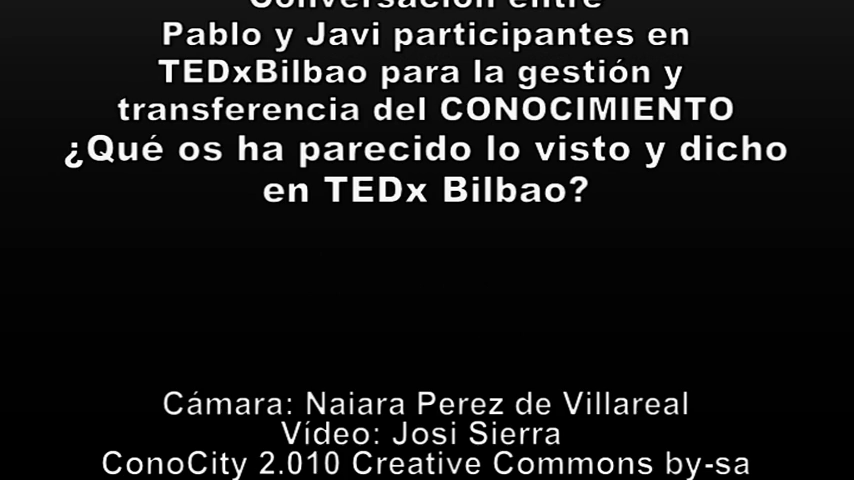 Conversación entre
Pablo y Javi participantes en
TEDxBilbao para la gestión y
transferencia del CONOCIMIENTO
¿Qué os ha parecido lo visto y dicho
en TEDx Bilbao?
Cámara: Naiara Perez de Villareal
Vídeo: Josi Sierra
ConoCity 2.010 Creative Commons by-sa